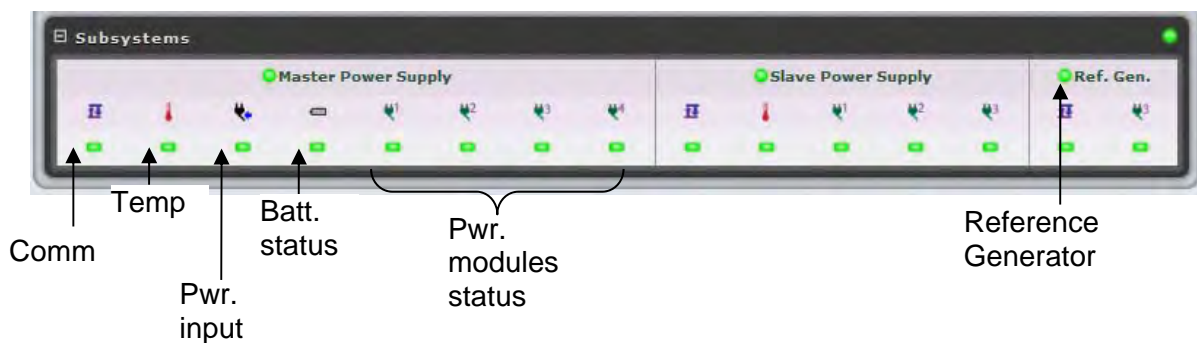 Subsystems
Master Power Supply
Slave Power Supply
Ref. Gen.
1 2 3 4 1 2 3 3
Comm
Temp
Pwr.
input
Batt.
status
Pwr.
modules
status
Reference
Generator